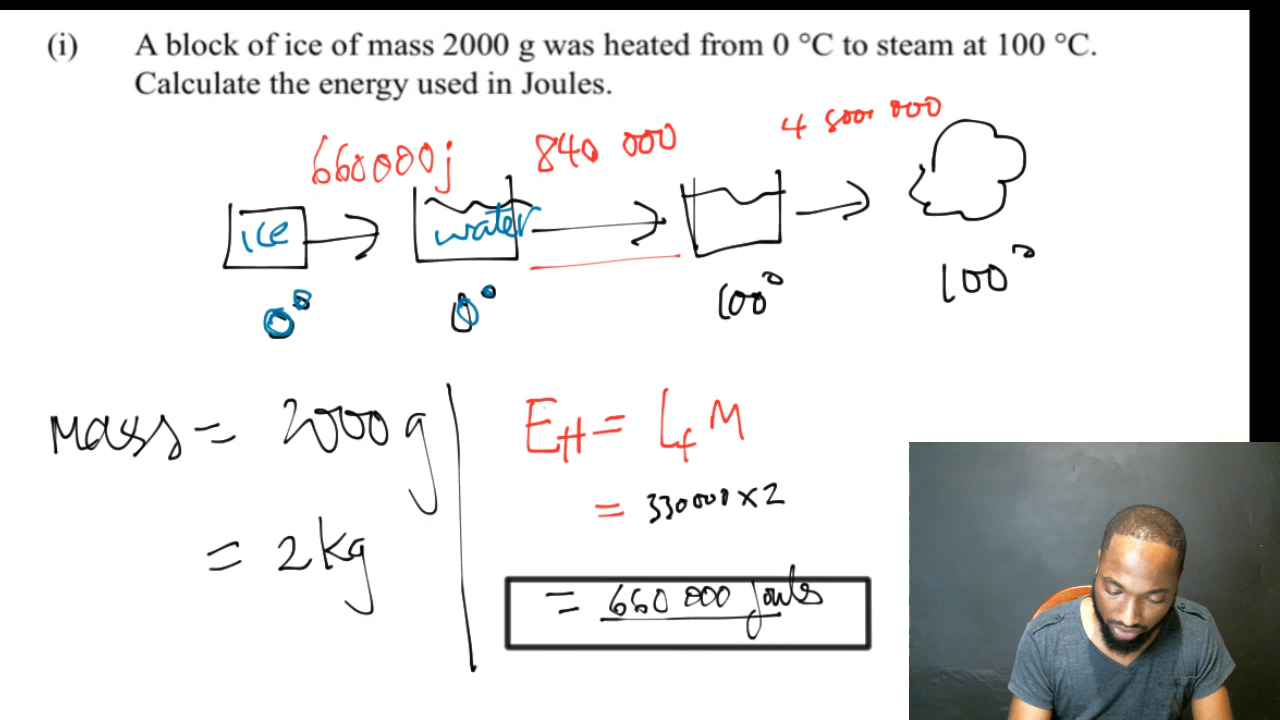 (i) A block of ice of mass 2000 g was heated from 0 °C to steam at 100 °C.
Calculate the energy used in Joules.
660000j 840 000 4 800 000
ice water
0° 0° 100° 100°
Mass = 2000g
= 2kg
EH = Lf M
= 330000 x 2
= 660 000 Jouls